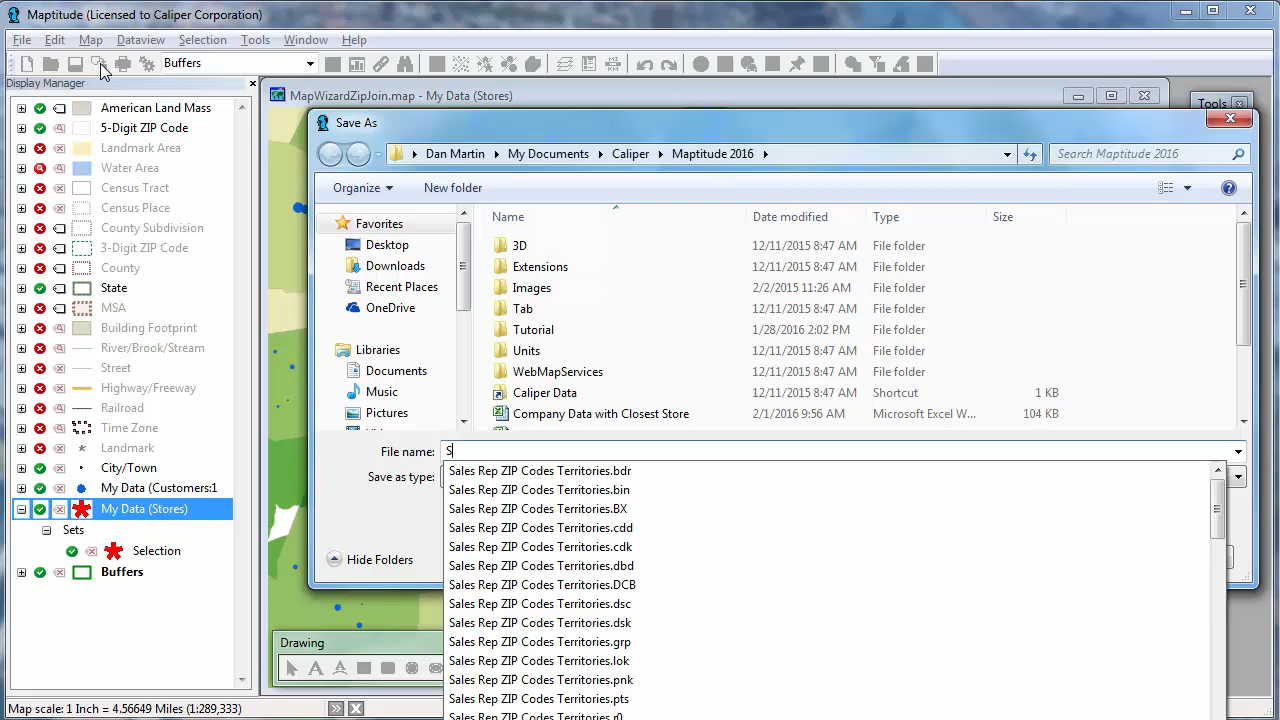 Maptitude (Licensed to Caliper Corporation)
File Edit Map Dataview Selection Tools Window Help
Buffers
Display Manager
American Land Mass
5-Digit ZIP Code
Landmark Area
Water Area
Census Tract
Census Place
County Subdivision
3-Digit ZIP Code
County
State
MSA
Building Footprint
River/Brook/Stream
Street
Highway/Freeway
Railroad
Time Zone
Landmark
City/Town
My Data (Customers:1
My Data (Stores)
Sets
Selection
Buffers
MapWizardZipJoin.map - My Data (Stores)
Tools
Save As
Dan Martin My Documents Caliper Maptitude 2016
Search Maptitude 2016
Organize New folder
Favorites
Desktop
Downloads
Recent Places
OneDrive
Libraries
Documents
Music
Pictures
Name Date modified Type Size
3D 12/11/2015 8:47 AM File folder
Extensions 12/11/2015 8:47 AM File folder
Images 2/2/2015 11:26 AM File folder
Tab 12/11/2015 8:47 AM File folder
Tutorial 1/28/2016 2:02 PM File folder
Units 12/11/2015 8:47 AM File folder
WebMapServices 12/11/2015 8:47 AM File folder
Caliper Data 12/11/2015 8:47 AM Shortcut 1 KB
Company Data with Closest Store 2/1/2016 9:56 AM Microsoft Excel W... 104 KB
File name: S
Save as type:
Sales Rep ZIP Codes Territories.bdr
Sales Rep ZIP Codes Territories.bin
Sales Rep ZIP Codes Territories.BX
Sales Rep ZIP Codes Territories.cdd
Sales Rep ZIP Codes Territories.cdk
Sales Rep ZIP Codes Territories.dbd
Sales Rep ZIP Codes Territories.DCB
Sales Rep ZIP Codes Territories.dsc
Sales Rep ZIP Codes Territories.dsk
Sales Rep ZIP Codes Territories.grp
Sales Rep ZIP Codes Territories.lok
Sales Rep ZIP Codes Territories.pnk
Sales Rep ZIP Codes Territories.pts
Sales Rep ZIP Codes Territories.r0
Hide Folders
Drawing
Map scale: 1 Inch = 4.56649 Miles (1:289,333)